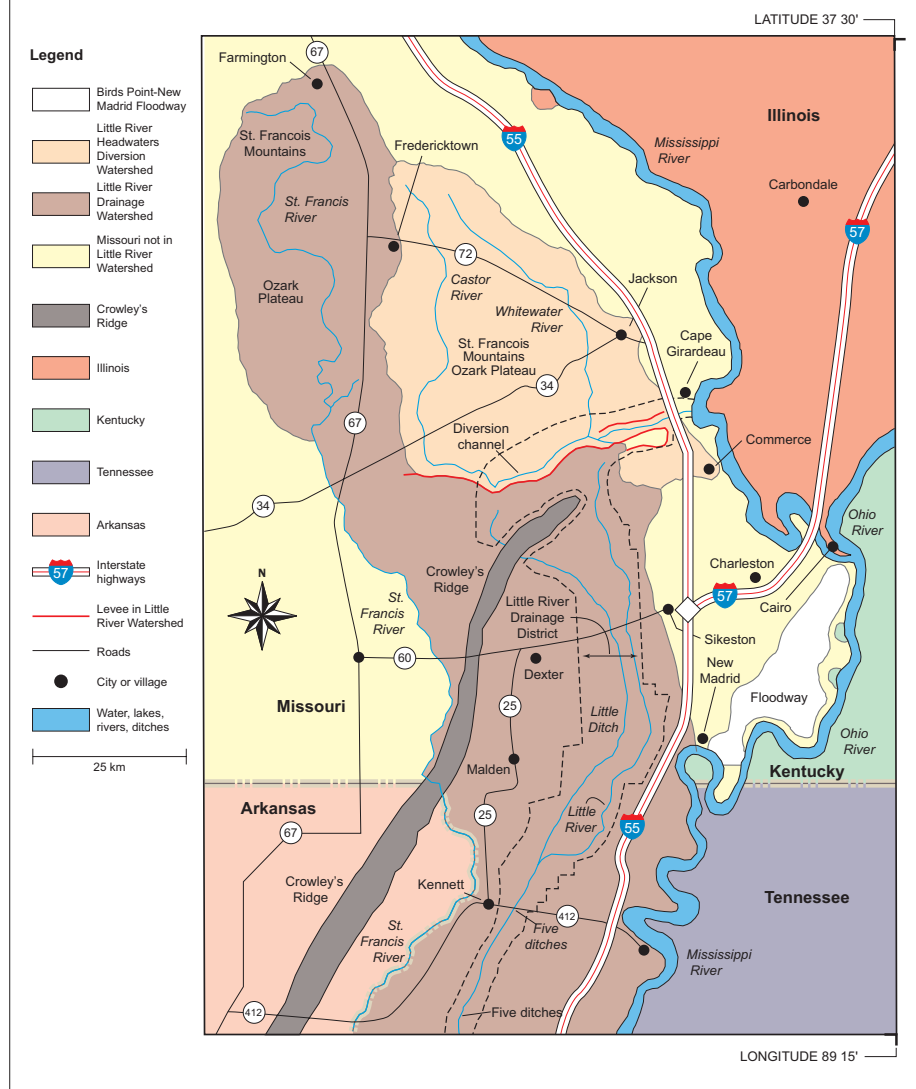 LATITUDE 37 30'
Legend
Birds Point-New
Madrid Floodway
Little River
Headwaters
Diversion
Watershed
Little River
Drainage
Watershed
Missouri not in
Little River
Watershed
Crowley's
Ridge
Illinois
Kentucky
Tennessee
Arkansas
57
Interstate
highways
Levee in Little
River Watershed
Roads
City or village
Water, lakes,
rivers, ditches
25 km
67
Farmington
St. Francois
Mountains
Fredericktown
55
Mississippi
River
Illinois
Carbondale
57
St. Francis
River
72
Ozark
Plateau
Castor
River
Jackson
Whitewater
River
Cape
Girardeau
St. Francois
Mountains
Ozark Plateau
34
67
Diversion
channel
Commerce
34
Ohio
River
Crowley's
Ridge
Charleston
N
St.
Francis
River
Little River
Drainage
District
57
Cairo
Sikeston
60
New
Madrid
Dexter
Missouri
25
Little
Ditch
Floodway
Ohio
River
Malden
Kentucky
Arkansas
25
Little
River
55
67
Crowley's
Ridge
Kennett
Tennessee
St.
Francis
River
412
Five
ditches
Mississippi
River
412
Five ditches
LONGITUDE 89 15'